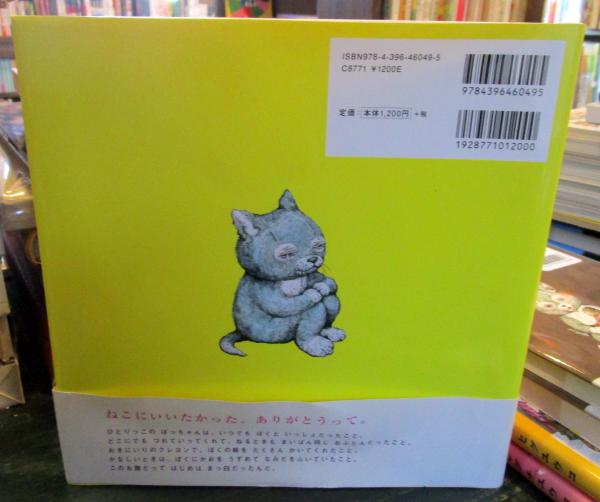 ISBN978-4-396-46049-5
C8771 ¥1200E
9784396460495
定価：本体1,200円 +税
1928771012000
ねこにいいたかった。ありがとうって。
ひとりっこの ぼっちゃんは、いつでも ぼくと いっしょだったこと。
どこにでも つれていってくれて、ねるときも まいばん同じ おふとんだったこと。
おきにいりのクレヨンで、ぼくの絵を たくさん かいてくれたこと。
かなしいときは、ぼくにかおを うずめて なみだをふいていたこと。
このお腹だって はじめは まっ白だったんだ。